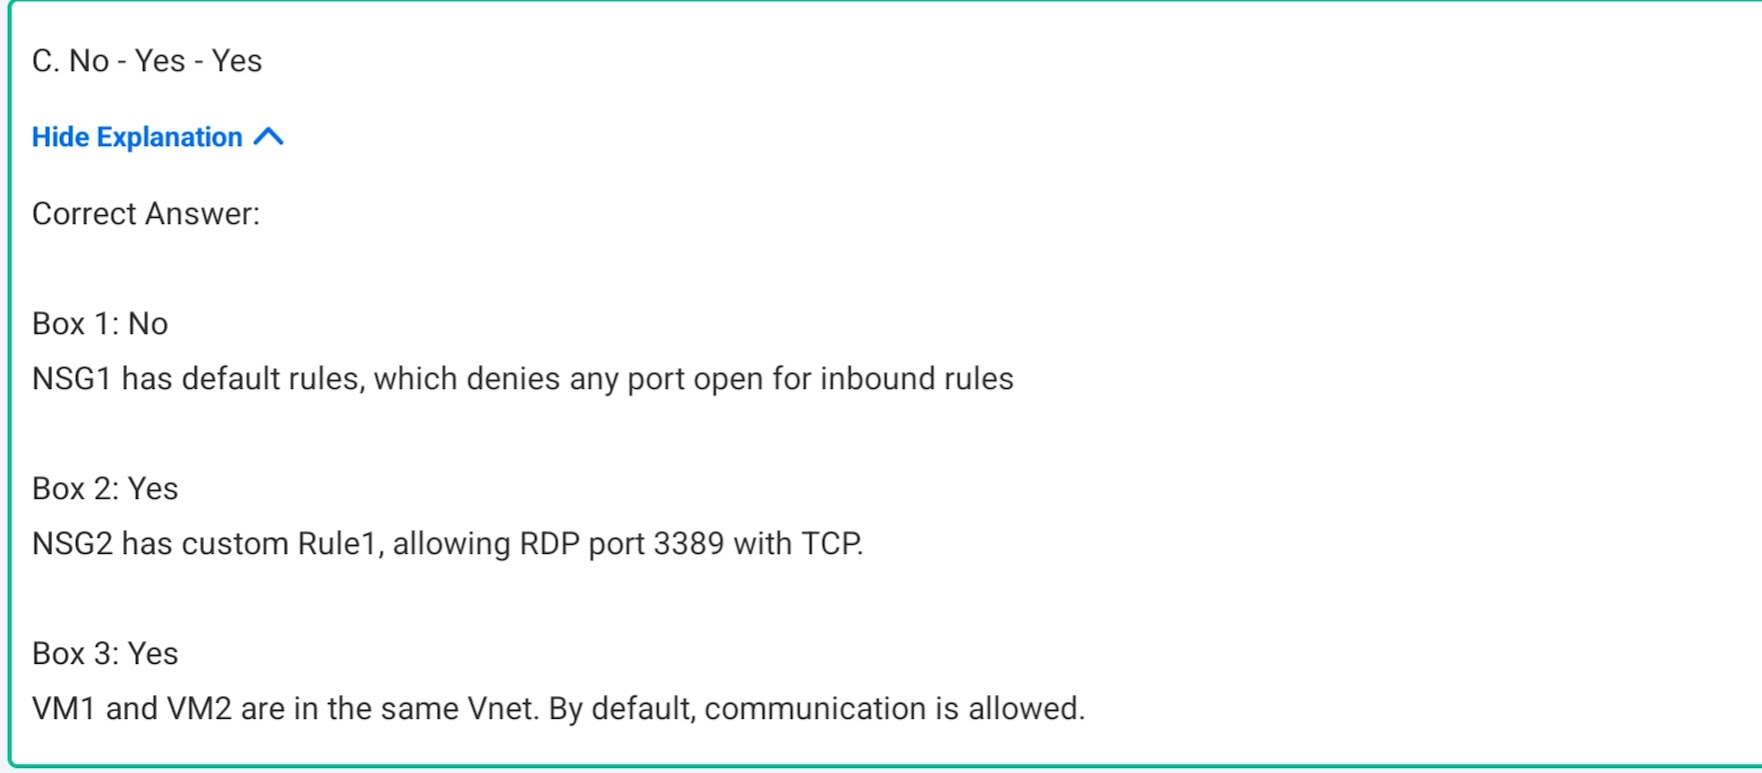 C. No - Yes - Yes
Hide Explanation
Correct Answer:
Box 1: No
NSG1 has default rules, which denies any port open for inbound rules
Box 2: Yes
NSG2 has custom Rule1, allowing RDP port 3389 with TCP.
Box 3: Yes
VM1 and VM2 are in the same Vnet. By default, communication is allowed.